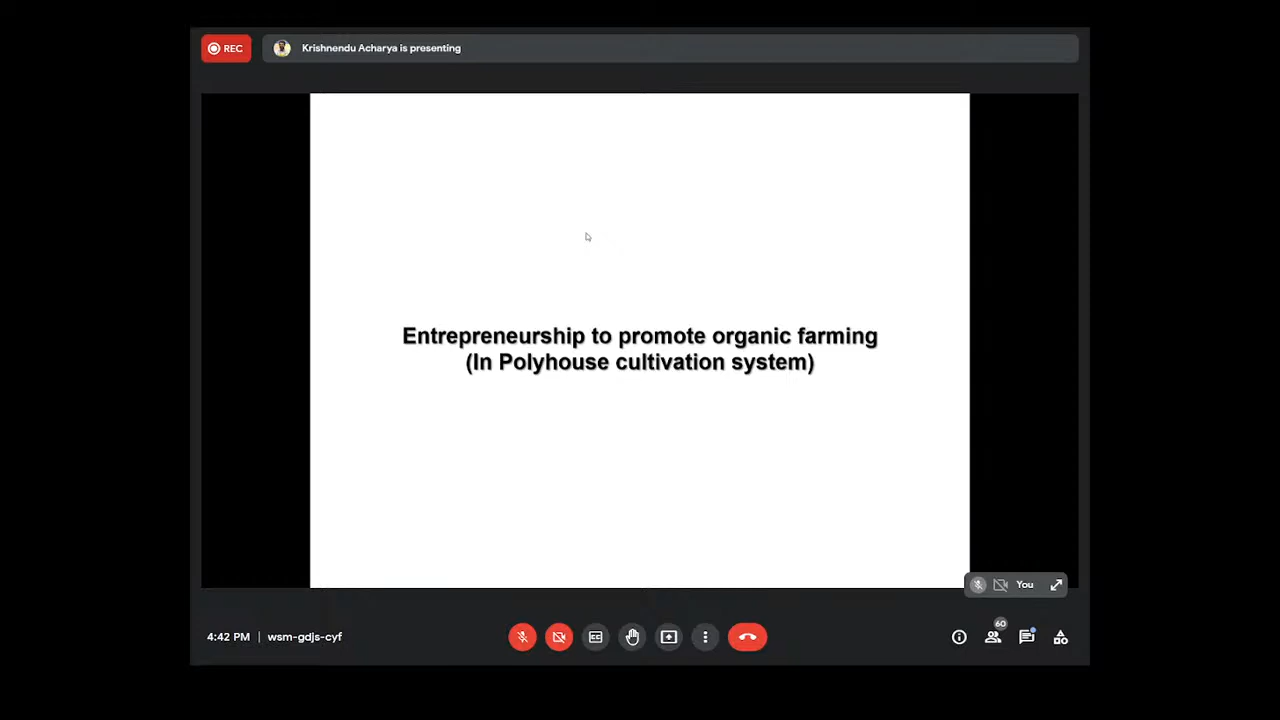 REC
Krishnendu Acharya is presenting
Entrepreneurship to promote organic farming
(In Polyhouse cultivation system)
You
4:42 PM | wsm-gdjs-cyf
60